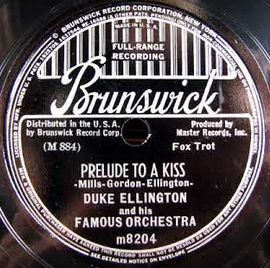 BRUNSWICK RECORD CORPORATION, NEW YORK
MADE IN U.S.A.
FULL-RANGE
RECORDING
Brunswick
Distributed in the U.S.A.
by Brunswick Record Corp.
Produced by
Master Records, Inc.
(M 884)
Fox Trot
PRELUDE TO A KISS
-Mills-Gordon-Ellington-
DUKE ELLINGTON
and his
FAMOUS ORCHESTRA
m8204
SEE DETAILED NOTICE ON ENVELOPE